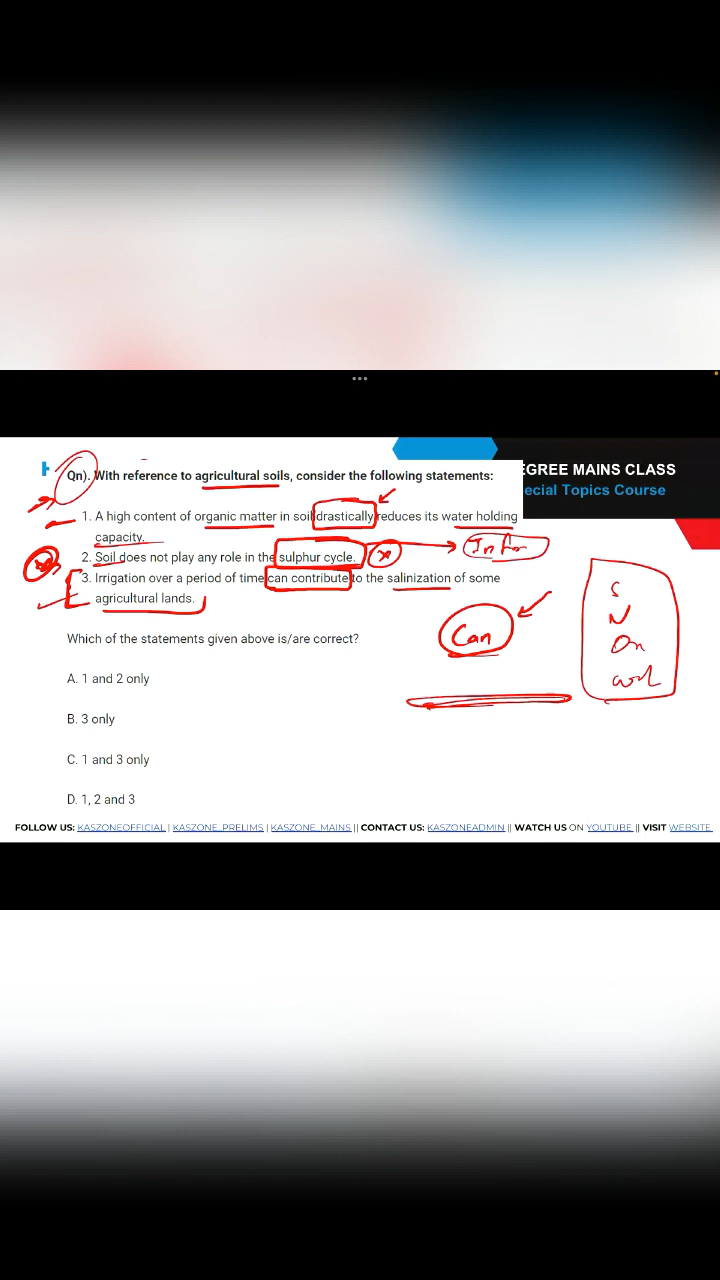 EGREE MAINS CLASS
ecial Topics Course
Qn). With reference to agricultural soils, consider the following statements:
1. A high content of organic matter in soil drastically reduces its water holding
capacity.
2. Soil does not play any role in the sulphur cycle.
3. Irrigation over a period of time can contribute to the salinization of some
agricultural lands.
Can
S
N
Which of the statements given above is/are correct?
A. 1 and 2 only
B. 3 only
C. 1 and 3 only
D. 1, 2 and 3
FOLLOW US: KASZONEOFFICIAL | KASZONE_PRELIMS | KASZONE_MAINS || CONTACT US: KASZONEADMIN || WATCH US ON YOUTUBE || VISIT WEBSITE